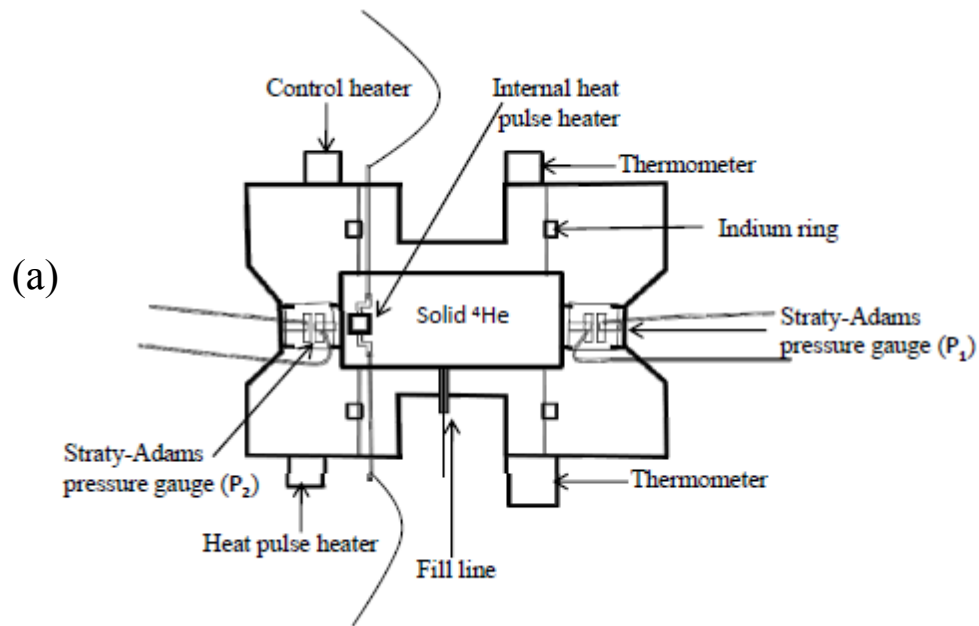 Control heater
Internal heat
pulse heater
Thermometer
Indium ring
(a)
Solid ⁴He
Straty-Adams
pressure gauge (P₁)
Straty-Adams
pressure gauge (P₂)
Thermometer
Heat pulse heater
Fill line